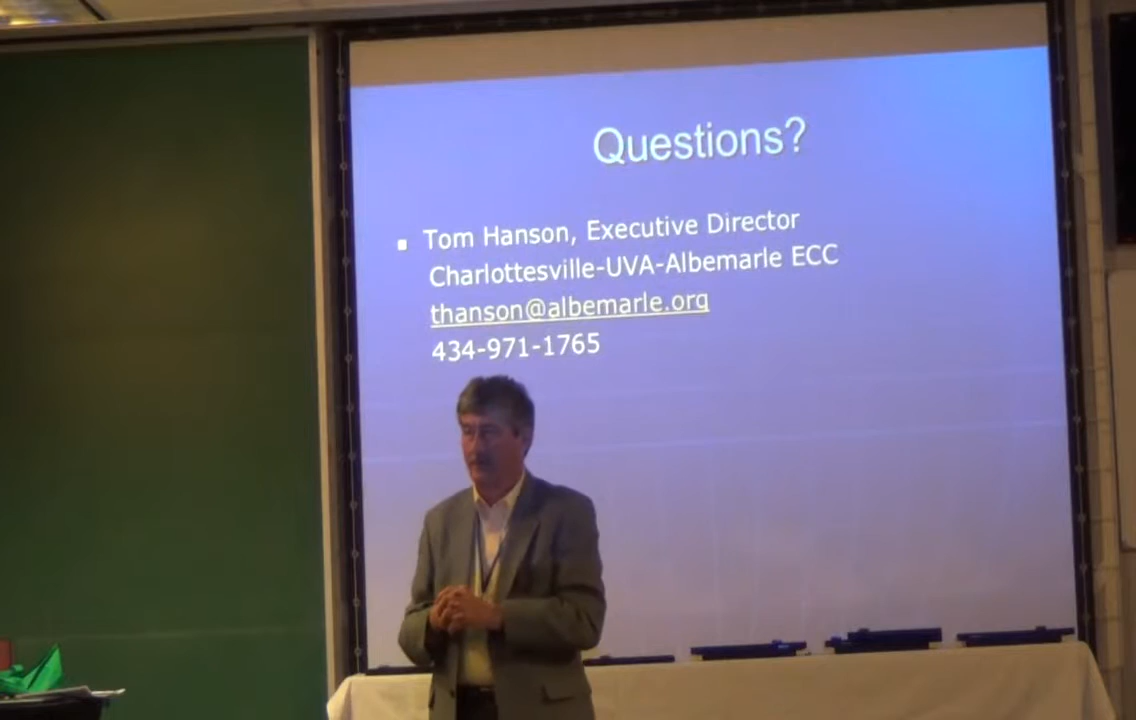 Questions?
Tom Hanson, Executive Director
Charlottesville-UVA-Albemarle ECC
thanson@albemarle.org
434-971-1765